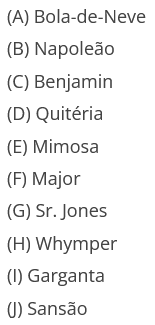 (A) Bola-de-Neve
(B) Napoleão
(C) Benjamin
(D) Quitéria
(E) Mimosa
(F) Major
(G) Sr. Jones
(H) Whymper
(I) Garganta
(J) Sansão